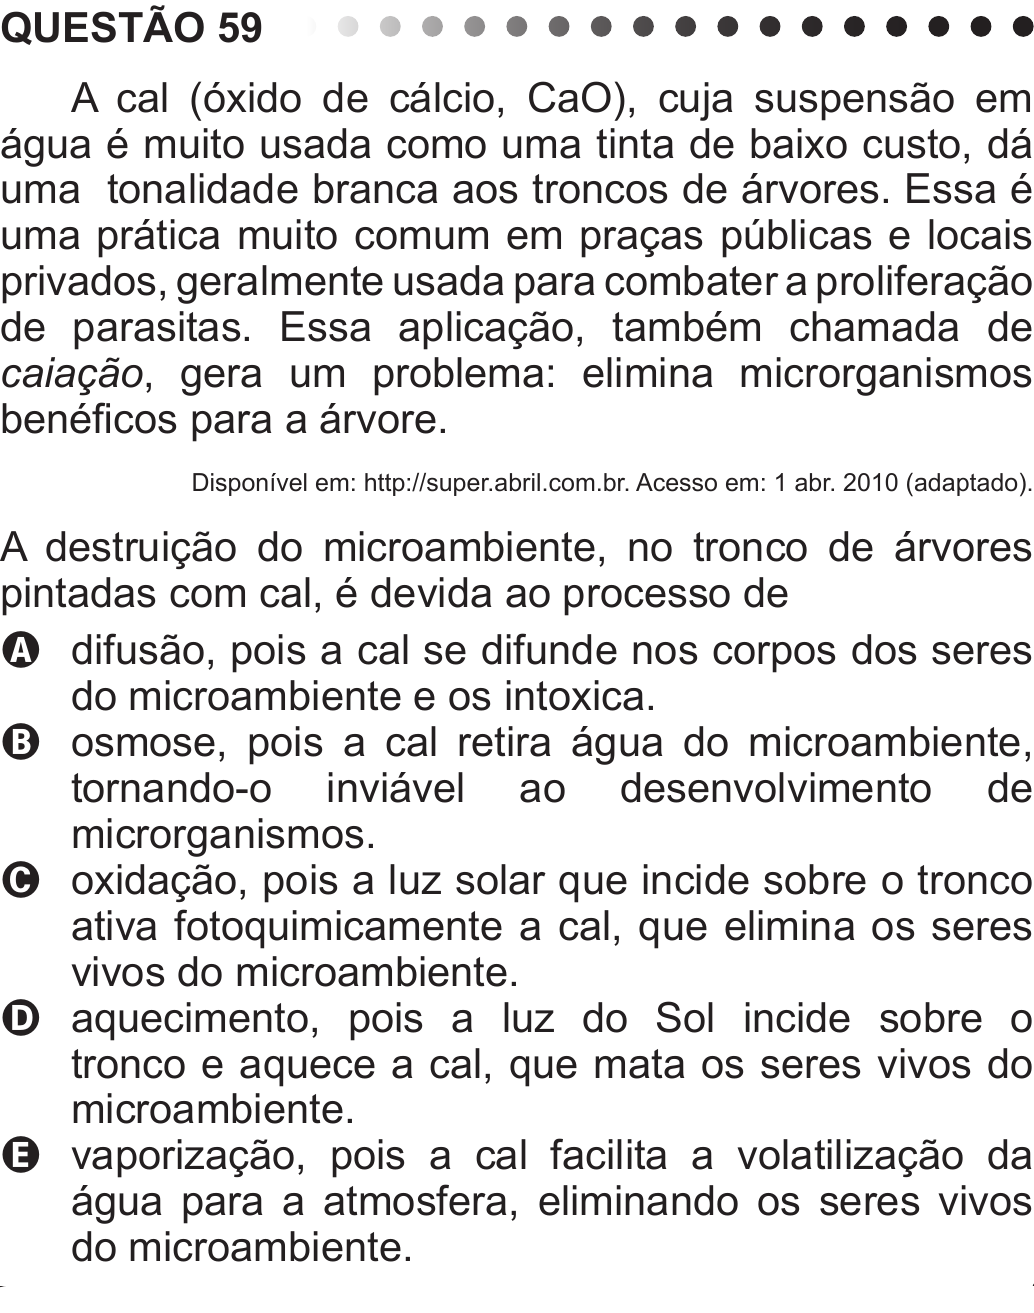 QUESTÃO 59
A cal (óxido de cálcio, CaO), cuja suspensão em
água é muito usada como uma tinta de baixo custo, dá
uma tonalidade branca aos troncos de árvores. Essa é
uma prática muito comum em praças públicas e locais
privados, geralmente usada para combater a proliferação
de parasitas. Essa aplicação, também chamada de
caiação, gera um problema: elimina microrganismos
benéficos para a árvore.
Disponível em: http://super.abril.com.br. Acesso em: 1 abr. 2010 (adaptado).
A destruição do microambiente, no tronco de árvores
pintadas com cal, é devida ao processo de
A difusão, pois a cal se difunde nos corpos dos seres
do microambiente e os intoxica.
B osmose, pois a cal retira água do microambiente,
tornando-o inviável ao desenvolvimento de
microrganismos.
C oxidação, pois a luz solar que incide sobre o tronco
ativa fotoquimicamente a cal, que elimina os seres
vivos do microambiente.
D aquecimento, pois a luz do Sol incide sobre o
tronco e aquece a cal, que mata os seres vivos do
microambiente.
E vaporização, pois a cal facilita a volatilização da
água para a atmosfera, eliminando os seres vivos
do microambiente.